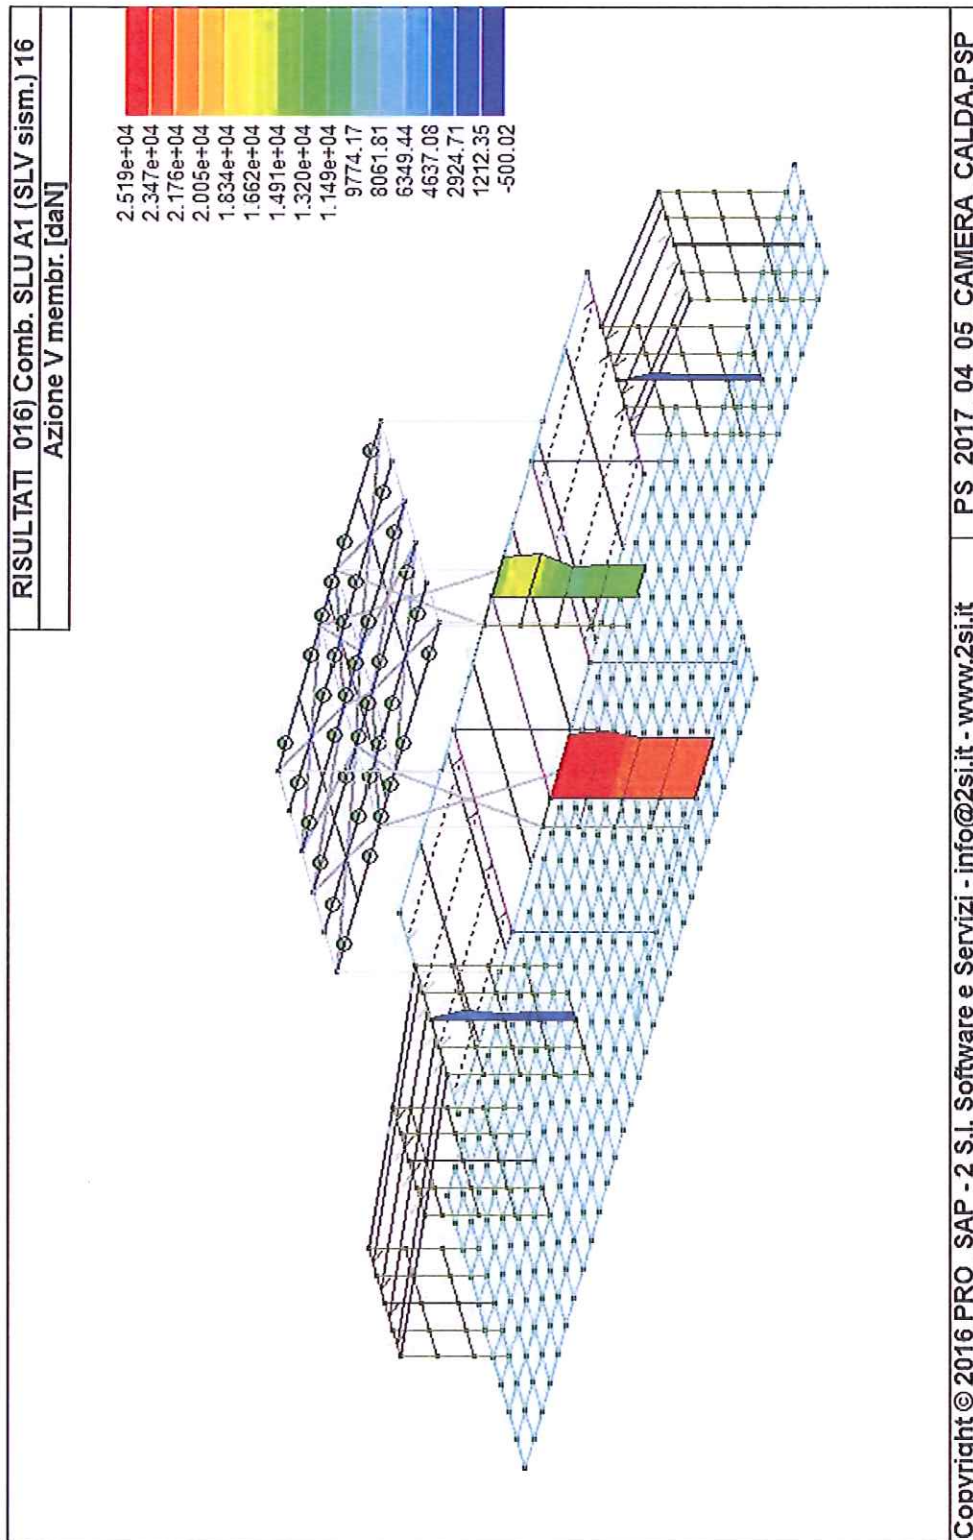 RISULTATI 016) Comb. SLU A1 (SLV sism.) 16
Azione V membr. [daN]
2.519e+04
2.347e+04
2.176e+04
2.005e+04
1.834e+04
1.662e+04
1.491e+04
1.320e+04
1.149e+04
9774.17
8061.81
6349.44
4637.08
2924.71
1212.35
-500.02
Copyright © 2016 PRO_SAP - 2 S.I. Software e Servizi - info@2si.it - www.2si.it
PS_2017_04_05_CAMERA_CALDA.PSP